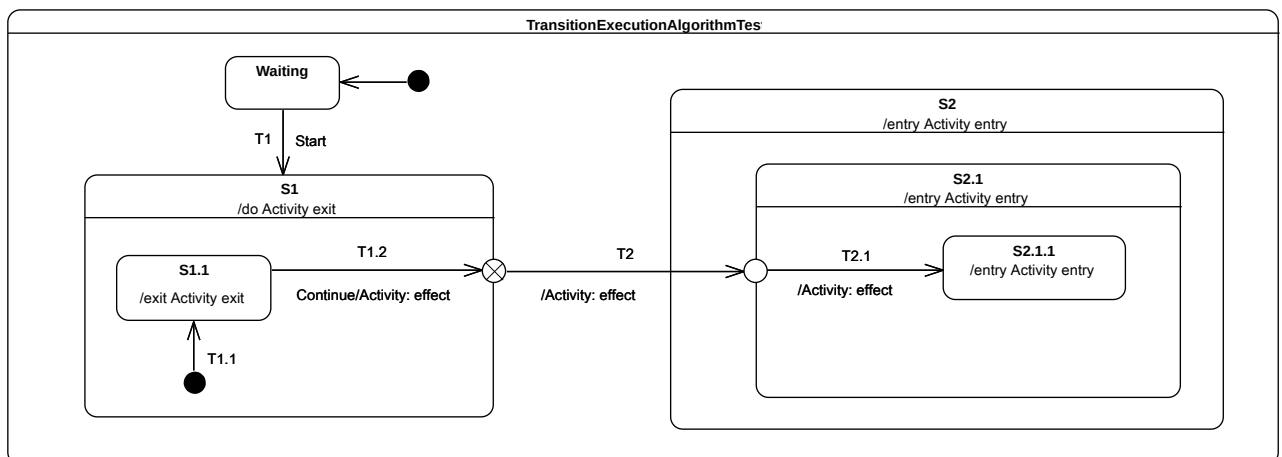 TransitionExecutionAlgorithmTes
Waiting
T1
Start
S1
/do Activity exit
S1.1
/exit Activity exit
T1.1
T1.2
Continue/Activity: effect
T2
/Activity: effect
S2
/entry Activity entry
S2.1
/entry Activity entry
T2.1
/Activity: effect
S2.1.1
/entry Activity entry